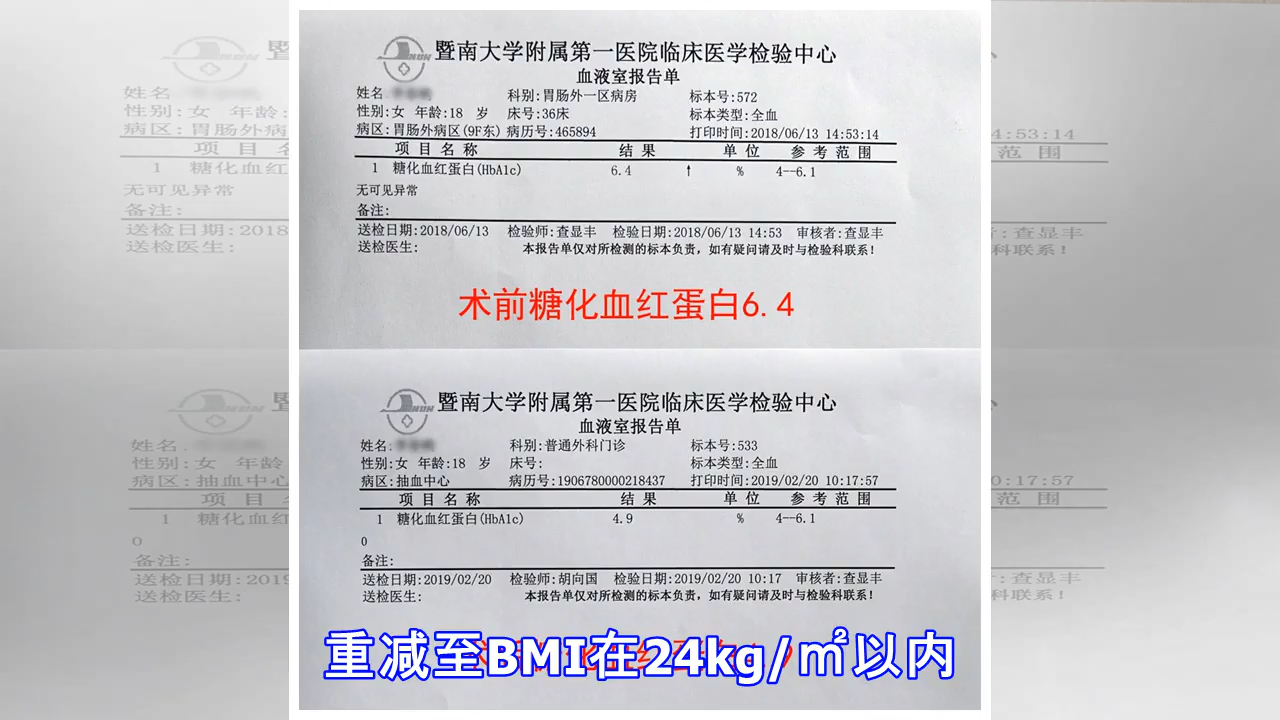 暨南大学附属第一医院临床医学检验中心
血液室报告单
姓名 科别:胃肠外一区病房 标本号:572
性别:女 年龄:18 岁 床号:36床 标本类型:全血
病区:胃肠外病区(9F东) 病历号:465894 打印时间:2018/06/13 14:53:14
项目名称 结果 单位 参考范围
1 糖化血红蛋白(HbA1c) 6.4 ↑ % 4--6.1
无可见异常
备注:
送检日期:2018/06/13 检验师:查显丰 检验日期:2018/06/13 14:53 审核者:查显丰
送检医生: 本报告单仅对所检测的标本负责，如有疑问请及时与检验科联系!
术前糖化血红蛋白6.4
暨南大学附属第一医院临床医学检验中心
血液室报告单
姓名: 科别:普通外科门诊 标本号:533
性别:女 年龄:18 岁 床号: 标本类型:全血
病区:抽血中心 病历号:1906780000218437 打印时间:2019/02/20 10:17:57
项目名称 结果 单位 参考范围
1 糖化血红蛋白(HbA1c) 4.9 % 4--6.1
0
备注:
送检日期:2019/02/20 检验师:胡向国 检验日期:2019/02/20 10:17 审核者:查显丰
送检医生: 本报告单仅对所检测的标本负责，如有疑问请及时与检验科联系!
重减至BMI在24kg/㎡以内